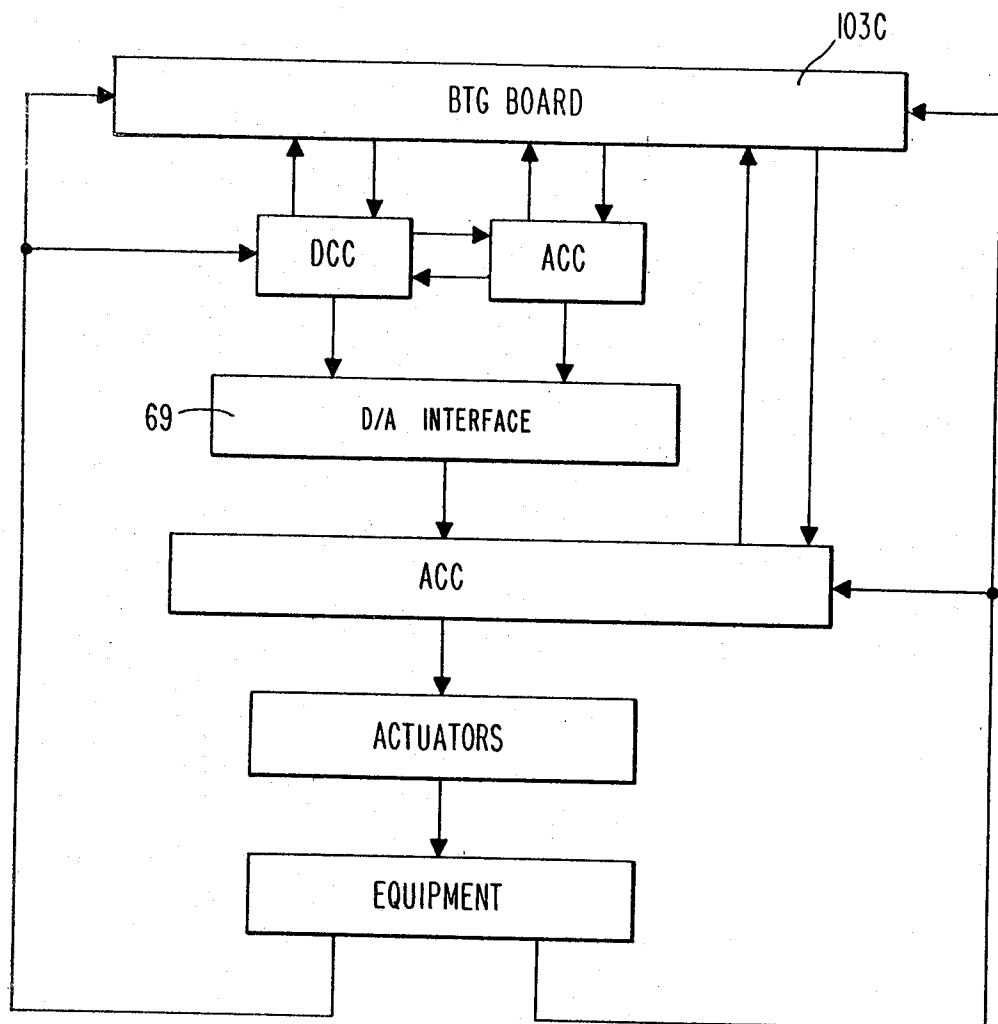 103C
BTG BOARD
DCC
ACC
69
D/A INTERFACE
ACC
ACTUATORS
EQUIPMENT